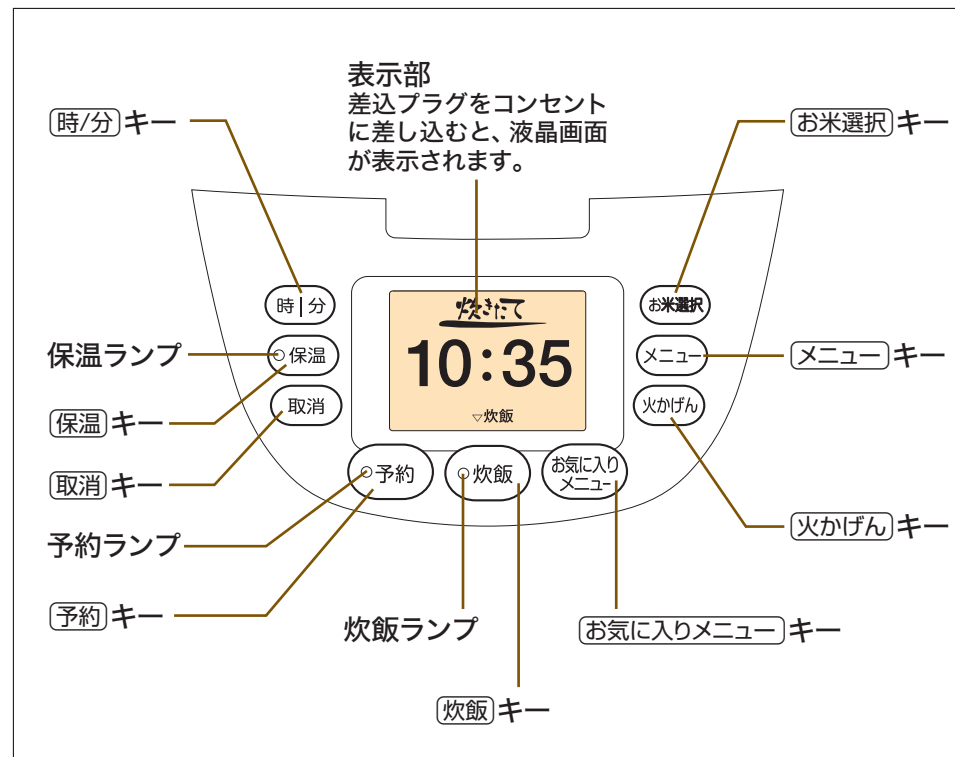 表示部
差込プラグをコンセント
に差し込むと、液晶画面
が表示されます。
時/分キー
お米選択キー
時|分
炊きたて
10:35
▽炊飯
お米選択
保温ランプ
保温
メニュー
メニューキー
保温キー
取消
火かげん
取消キー
予約
炊飯
お気に入り
メニュー
火かげんキー
予約ランプ
予約キー
炊飯ランプ
お気に入りメニューキー
炊飯キー